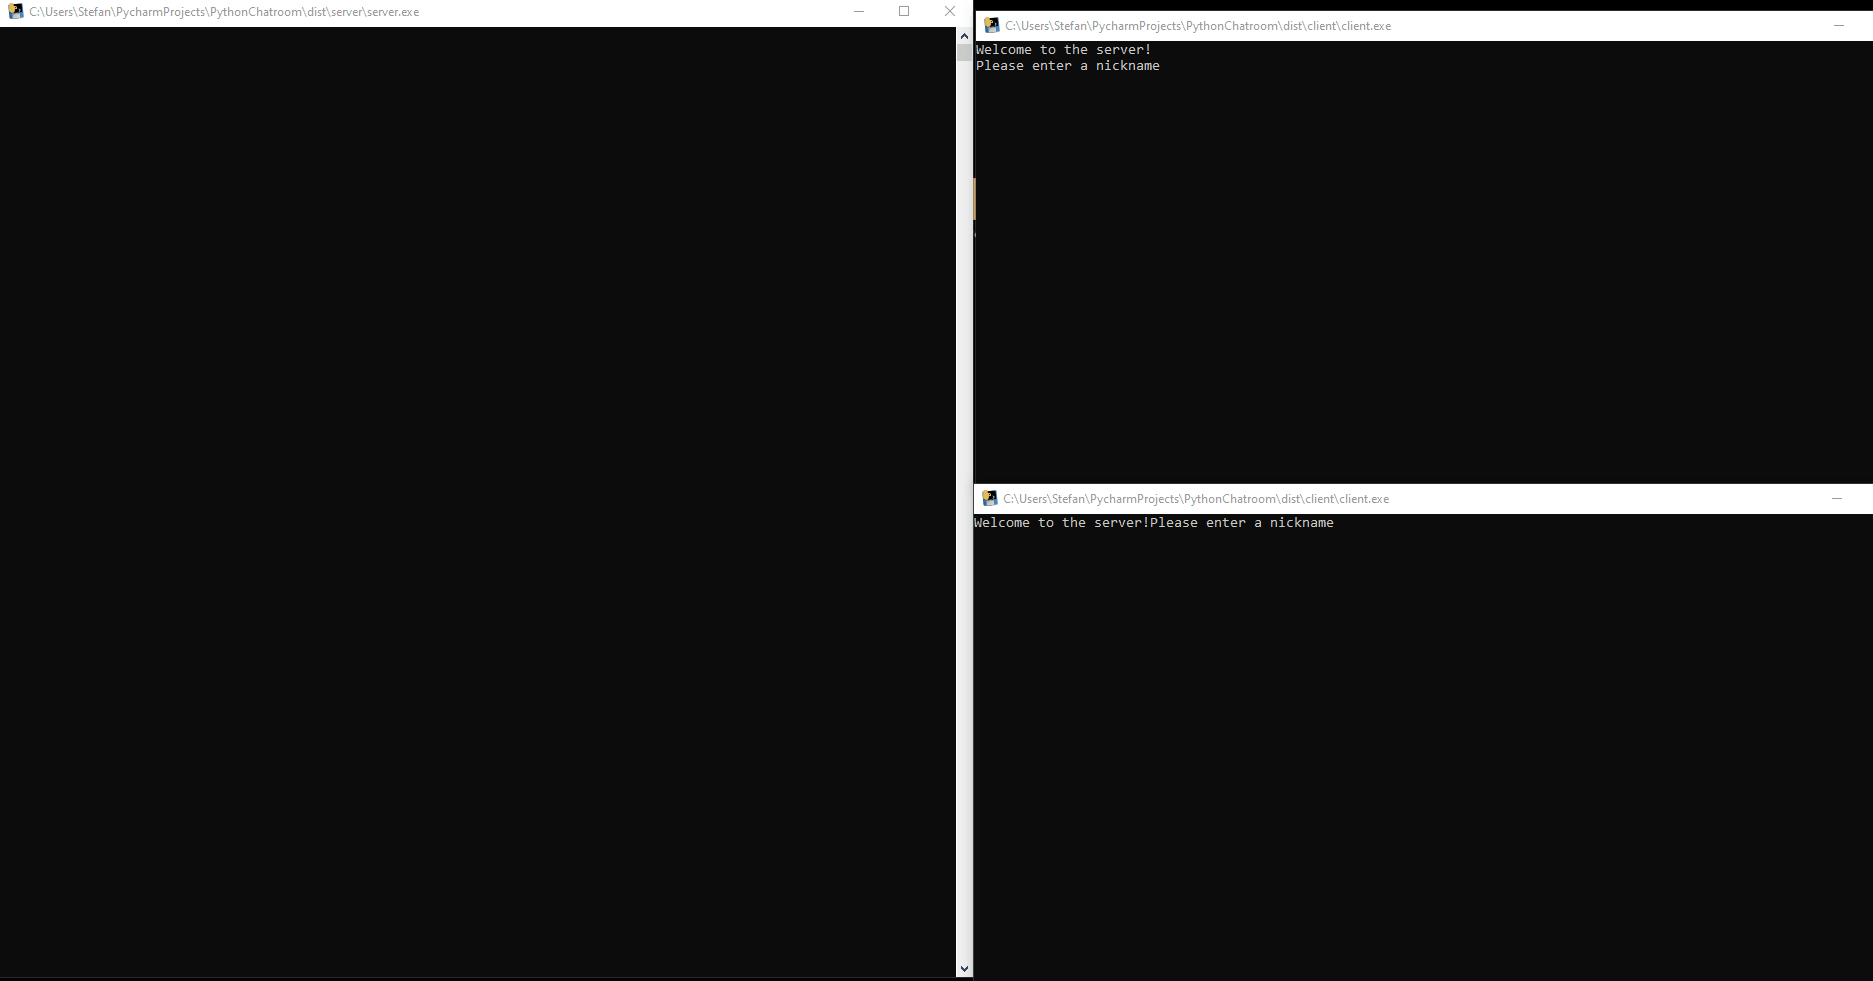 C:\Users\Stefan\PycharmProjects\PythonChatroom\dist\server\server.exe
C:\Users\Stefan\PycharmProjects\PythonChatroom\dist\client\client.exe
Welcome to the server!
Please enter a nickname
C:\Users\Stefan\PycharmProjects\PythonChatroom\dist\client\client.exe
Welcome to the server!Please enter a nickname